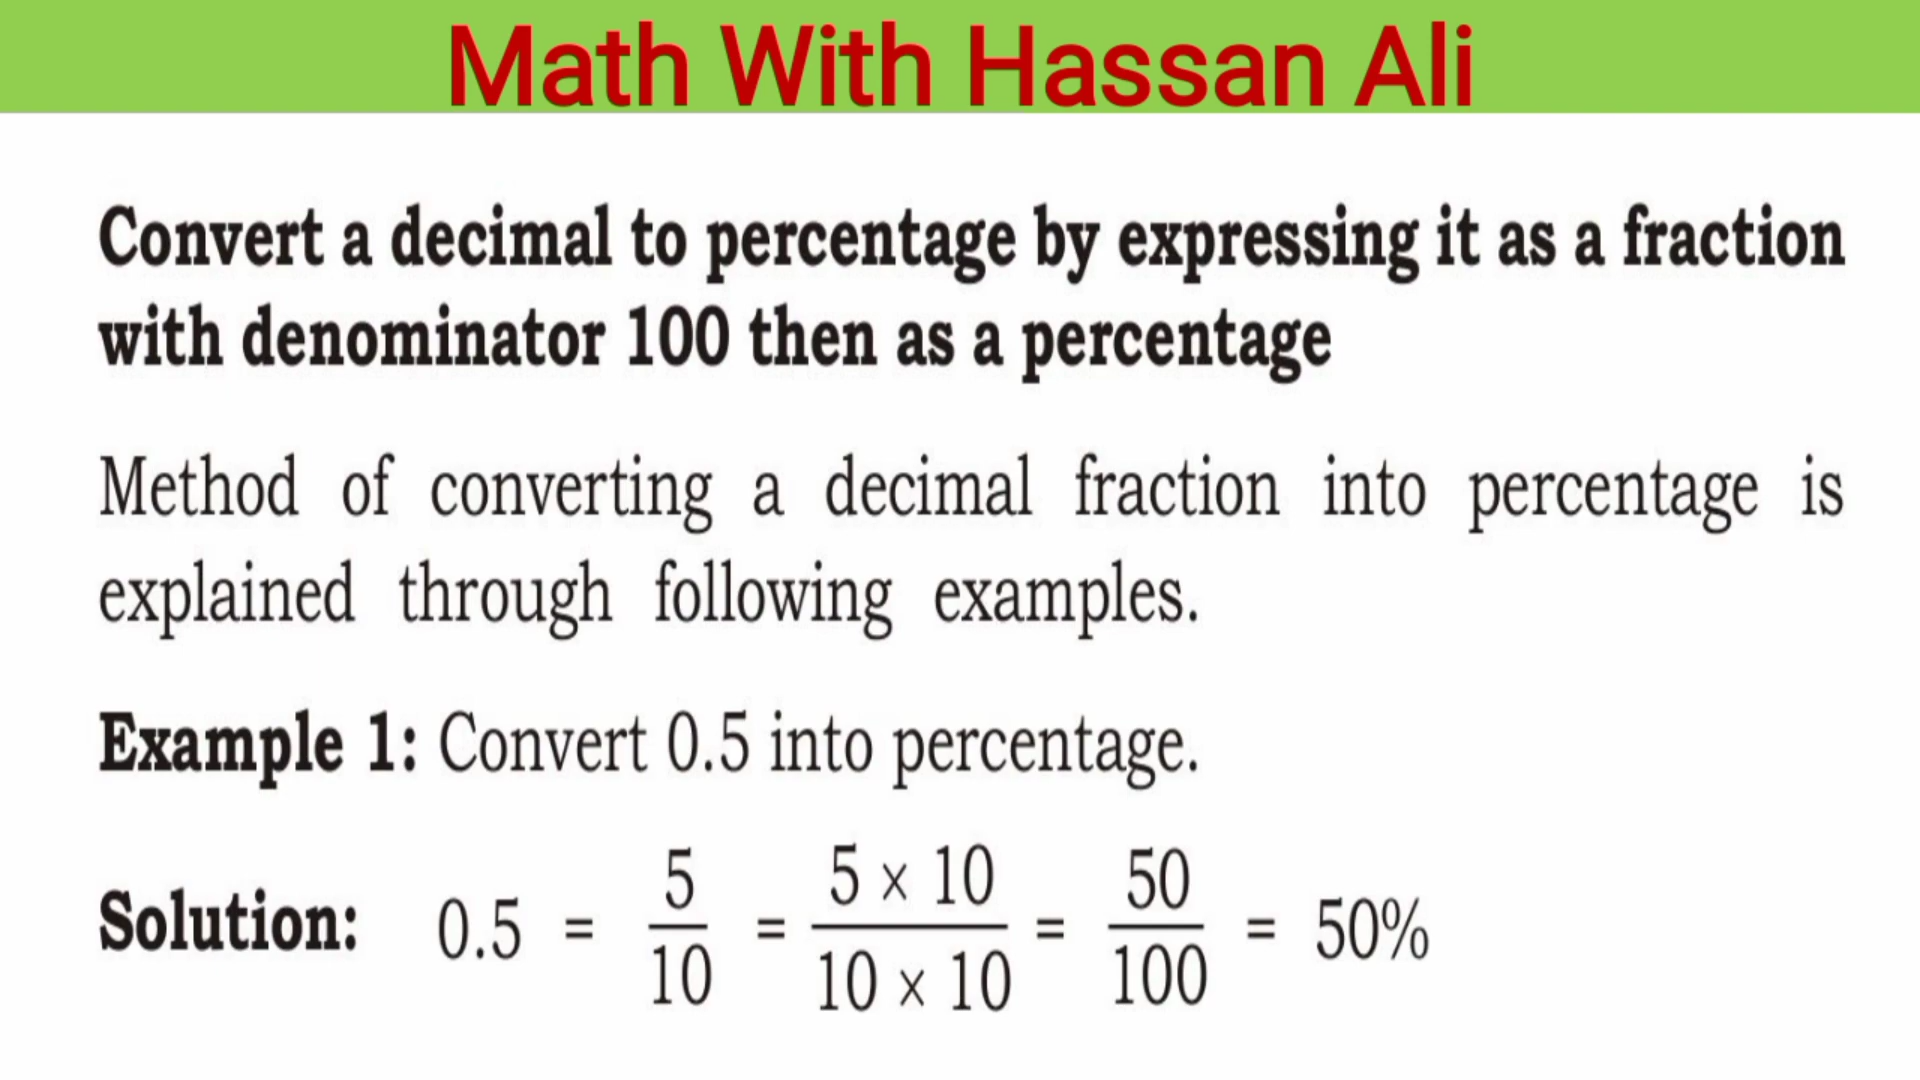 Math With Hassan Ali
Convert a decimal to percentage by expressing it as a fraction
with denominator 100 then as a percentage
Method of converting a decimal fraction into percentage is
explained through following examples.
Example 1: Convert 0.5 into percentage.
Solution: 0.5 = 5/10 = 5 × 10/10 × 10 = 50/100 = 50%